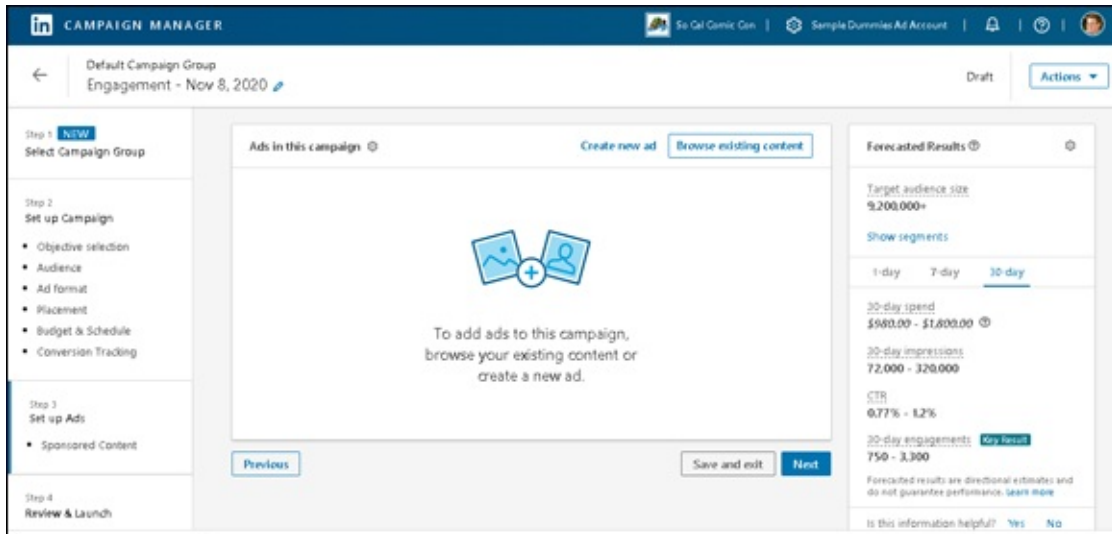 in CAMPAIGN MANAGER
So Cal Comic Con
Sample Dummies Ad Account
Default Campaign Group
Engagement - Nov 8, 2020
Draft
Actions
Step 1 NEW
Select Campaign Group
Step 2
Set up Campaign
• Objective selection
• Audience
• Ad format
• Placement
• Budget & Schedule
• Conversion Tracking
Step 3
Set up Ads
• Sponsored Content
Step 4
Review & Launch
Ads in this campaign
Create new ad
Browse existing content
To add ads to this campaign,
browse your existing content or
create a new ad.
Previous
Save and exit
Next
Forecasted Results
Target audience size
9,200,000+
Show segments
1-day 7-day 30-day
30-day spend
$980.00 - $1,800.00
30-day impressions
72,000 - 320,000
CTR
0.77% - 1.2%
30-day engagements Key Result
750 - 3,300
Forecasted results are directional estimates and
do not guarantee performance. Learn more
Is this information helpful? Yes No